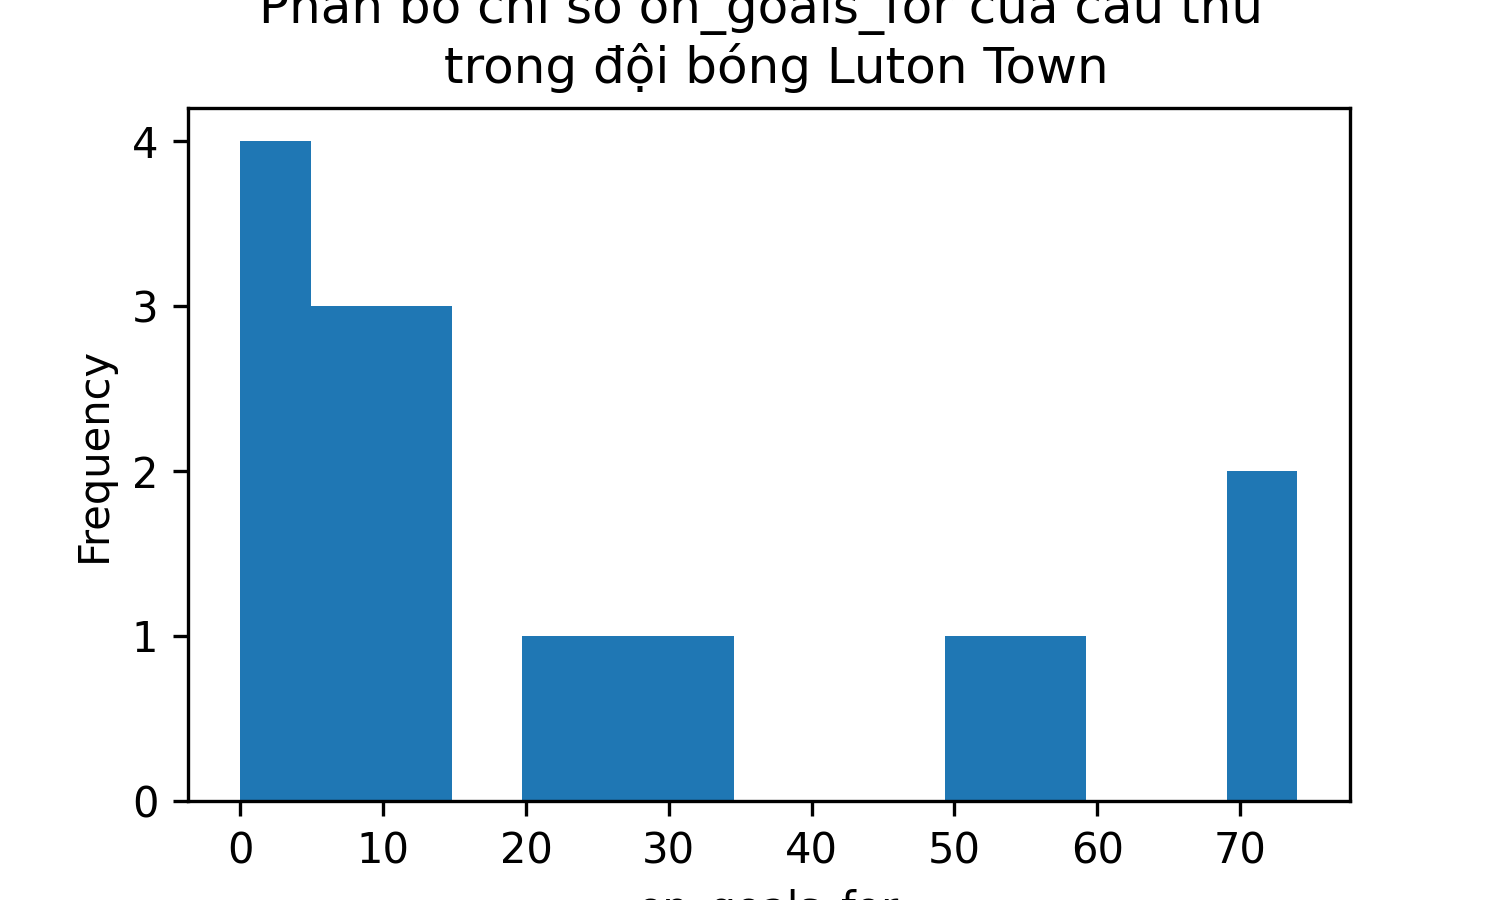 Phân bố chỉ số on_goals_for của cầu thủ
trong đội bóng Luton Town
4
3
2
1
0
Frequency
0 10 20 30 40 50 60 70
on_goals_for